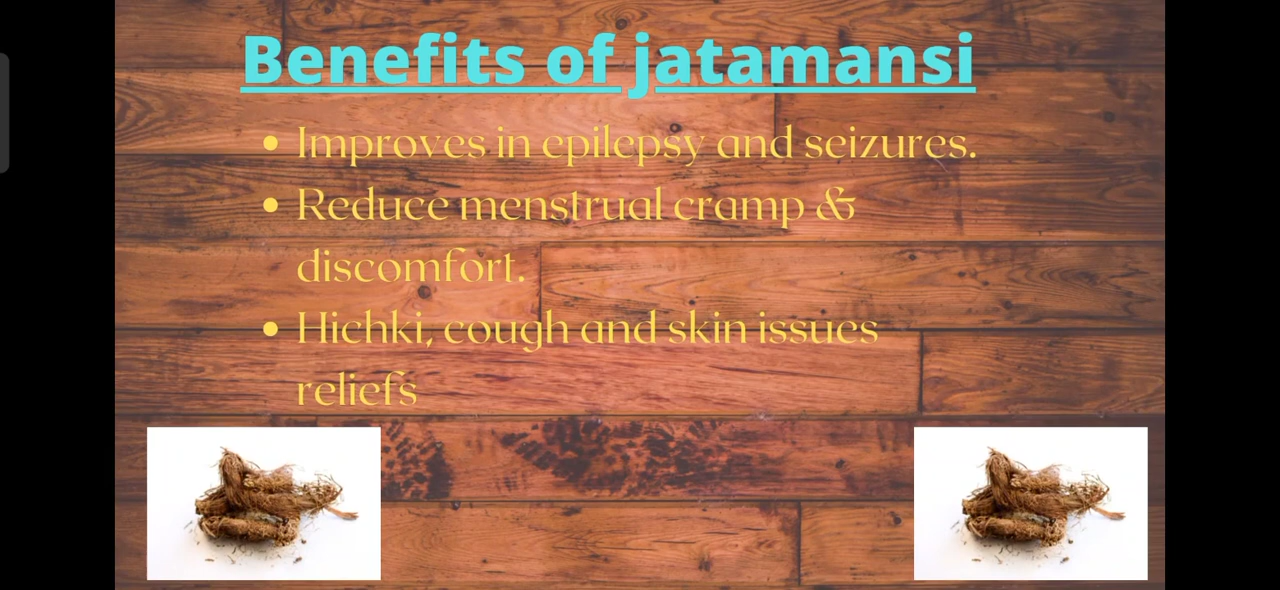 Benefits of jatamansi
• Improves in epilepsy and seizures.
• Reduce menstrual cramp &
discomfort.
• Hichki, cough and skin issues
reliefs